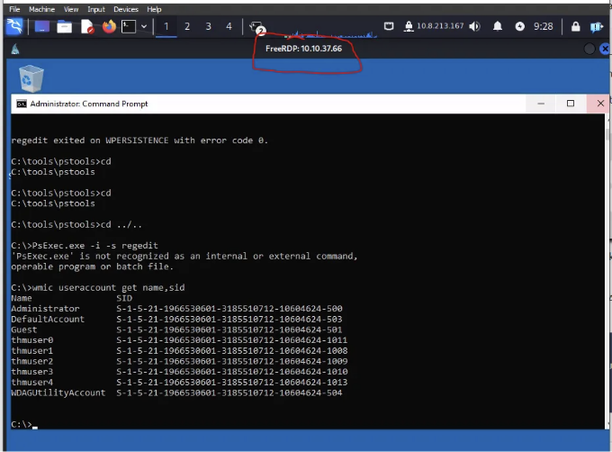 File Machine View Input Devices Help
1 2 3 4 2 10.8.213.167 9:28
FreeRDP: 10.10.37.66
Administrator: Command Prompt
regedit exited on WPERSISTENCE with error code 0.
C:\tools\pstools>cd
C:\tools\pstools
C:\tools\pstools>cd
C:\tools\pstools
C:\tools\pstools>cd ../..
C:\>PsExec.exe -i -s regedit
'PsExec.exe' is not recognized as an internal or external command,
operable program or batch file.
C:\>wmic useraccount get name,sid
Name SID
Administrator S-1-5-21-1966530601-3185510712-10604624-500
DefaultAccount S-1-5-21-1966530601-3185510712-10604624-503
Guest S-1-5-21-1966530601-3185510712-10604624-501
thmuser0 S-1-5-21-1966530601-3185510712-10604624-1011
thmuser1 S-1-5-21-1966530601-3185510712-10604624-1008
thmuser2 S-1-5-21-1966530601-3185510712-10604624-1009
thmuser3 S-1-5-21-1966530601-3185510712-10604624-1010
thmuser4 S-1-5-21-1966530601-3185510712-10604624-1013
WDAGUtilityAccount S-1-5-21-1966530601-3185510712-10604624-504
C:\>_